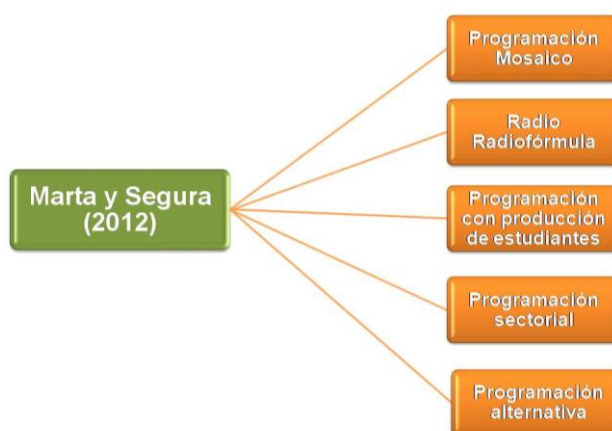 Marta y Segura
(2012)
Programación
Mosaico
Radio
Radiofórmula
Programación
con producción
de estudiantes
Programación
sectorial
Programación
alternativa